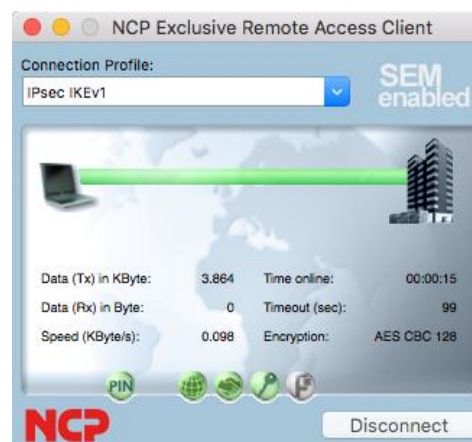 NCP Exclusive Remote Access Client
Connection Profile:
IPsec IKEv1
SEM
enabled
Data (Tx) in KByte: 3.864 Time online: 00:00:15
Data (Rx) in Byte: 0 Timeout (sec): 99
Speed (KByte/s): 0.098 Encryption: AES CBC 128
PIN
NCP
Disconnect